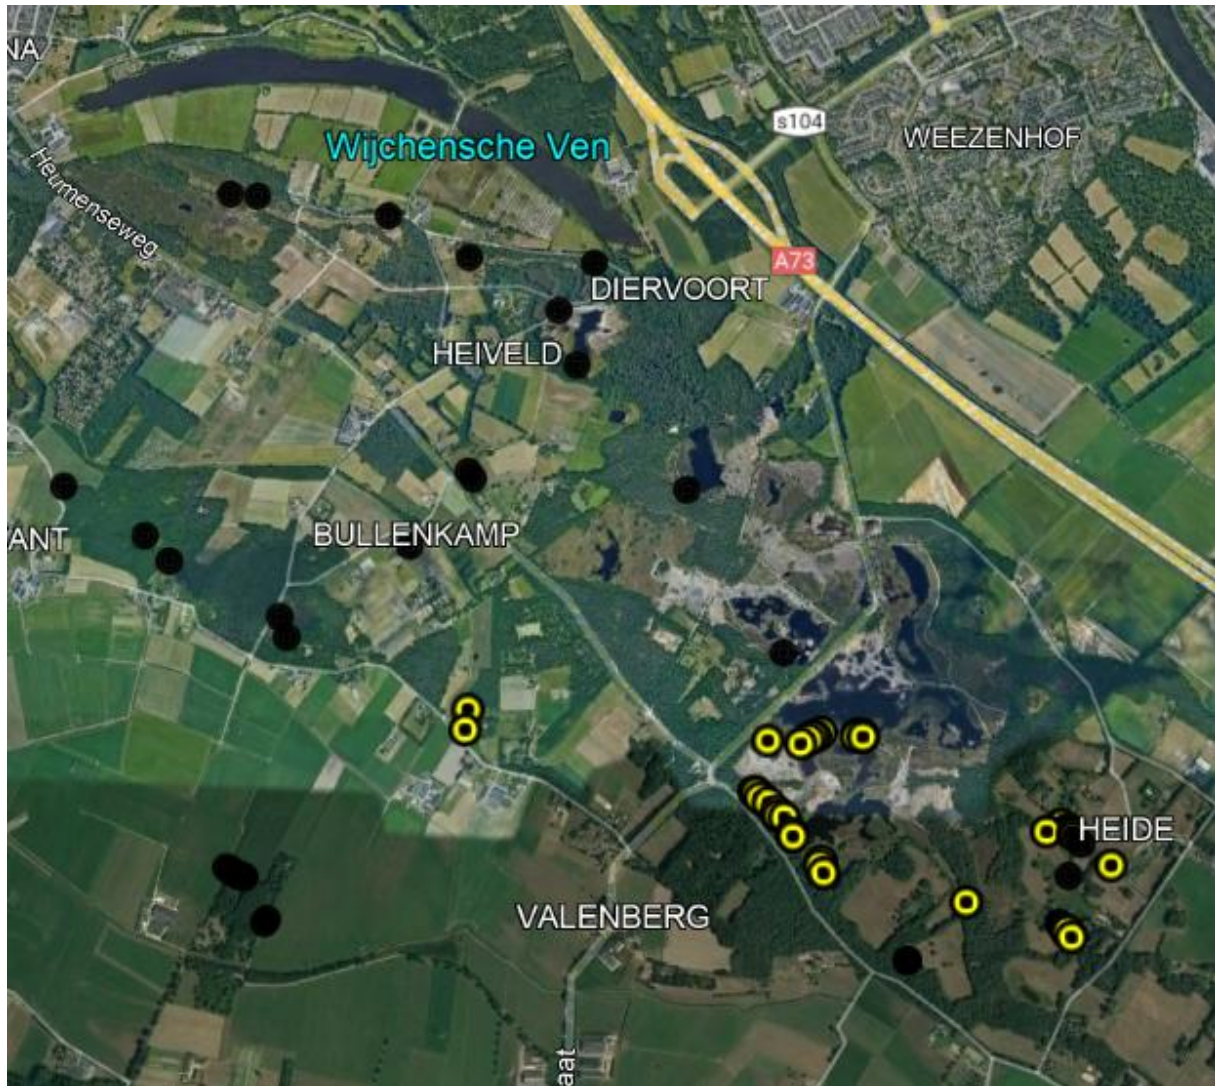 NA
s104
WEEZENHOF
Wijchensche Ven
Heumenseweg
A73
DIERVOORT
HEIVELD
BULLENKAMP
ANT
HEIDE
VALENBERG
aat